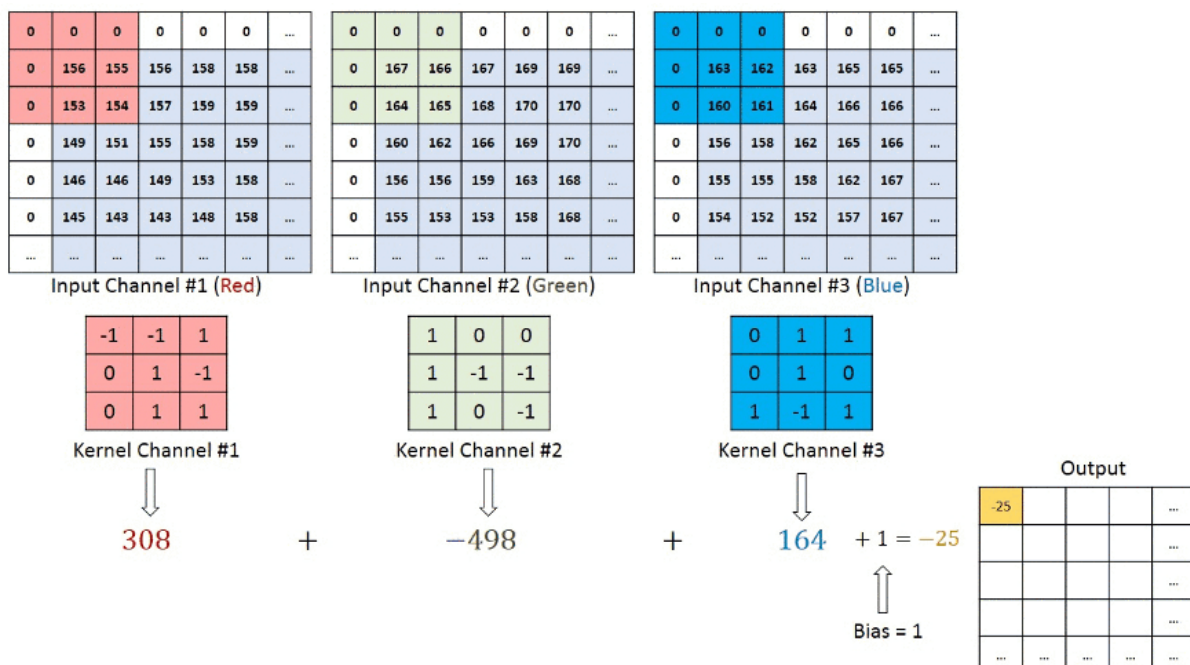 0 0 0 0 0 0 ... 0 0 0 0 0 0 ... 0 0 0 0 0 0 ...
0 156 155 156 158 158 ... 0 167 166 167 169 169 ... 0 163 162 163 165 165 ...
0 153 154 157 159 159 ... 0 164 165 168 170 170 ... 0 160 161 164 166 166 ...
0 149 151 155 158 159 ... 0 160 162 166 169 170 ... 0 156 158 162 165 166 ...
0 146 146 149 153 158 ... 0 156 156 159 163 168 ... 0 155 155 158 162 167 ...
0 145 143 143 148 158 ... 0 155 153 153 158 168 ... 0 154 152 152 157 167 ...
... ... ... ... ... ... ... ... ... ... ... ... ... ... ... ... ... ... ... ... ...
Input Channel #1 (Red) Input Channel #2 (Green) Input Channel #3 (Blue)
-1 -1 1 1 0 0 0 1 1
0 1 -1 1 -1 -1 0 1 0
0 1 1 1 0 -1 1 -1 1
Kernel Channel #1 Kernel Channel #2 Kernel Channel #3
308 + −498 + 164 + 1 = −25
Bias = 1
Output
-25 ...
...
...
...
... ... ... ... ...